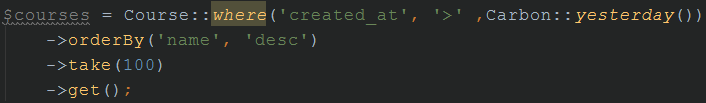 $courses = Course::where('created_at', '>' ,Carbon::yesterday())
->orderBy('name', 'desc')
->take(100)
->get();